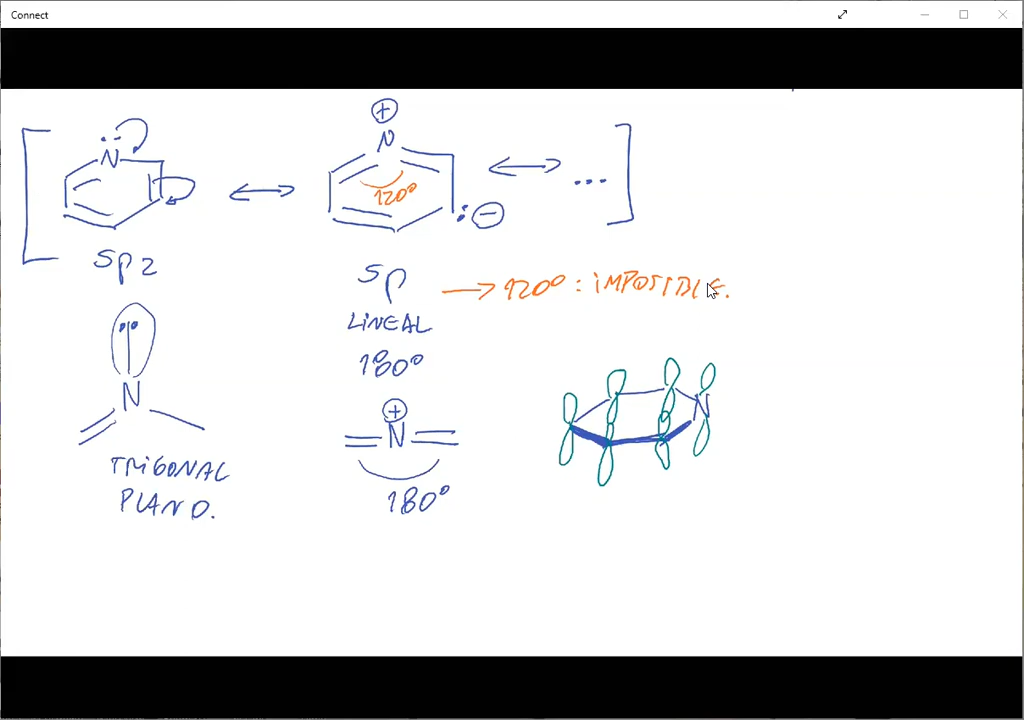 Connect
N
+
N
120°
: −
...
sp2
sp
→ 120° : IMPOSIBLE.
LINEAL
180°
N
+
N
180°
TRIGONAL
PLANO.
N